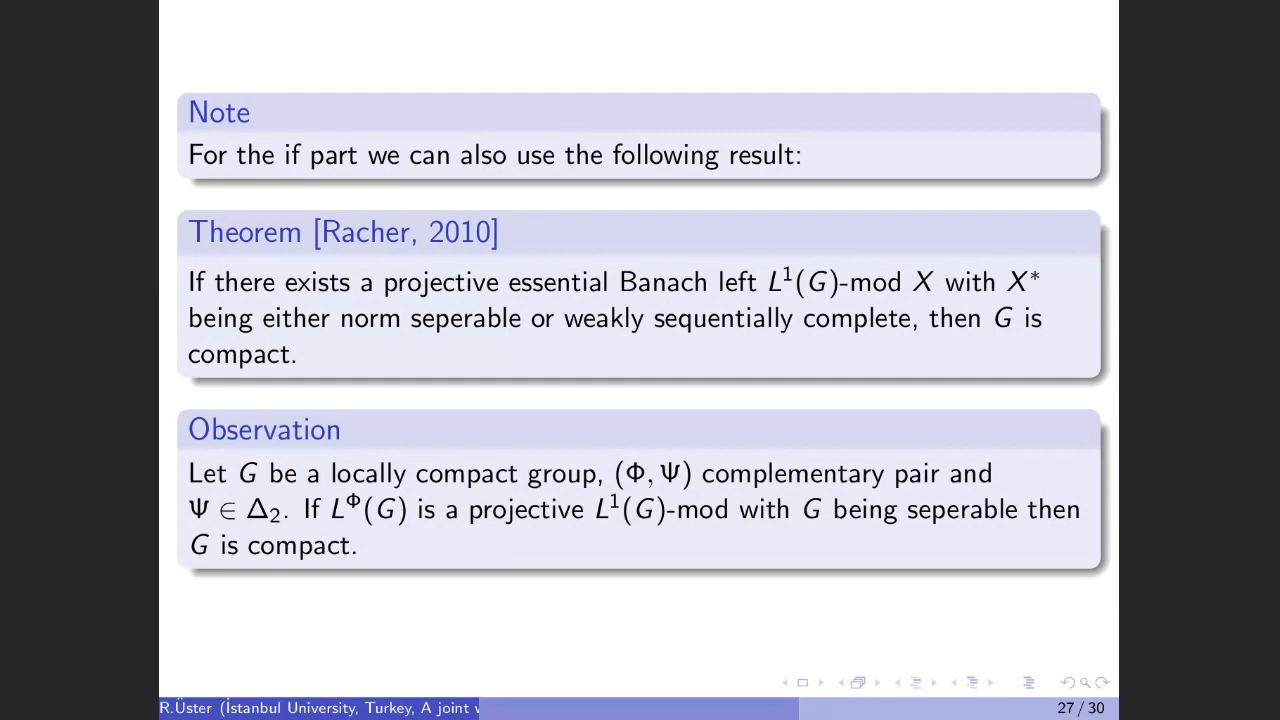 Note
For the if part we can also use the following result:
Theorem [Racher, 2010]
If there exists a projective essential Banach left L¹(G)-mod X with X*
being either norm seperable or weakly sequentially complete, then G is
compact.
Observation
Let G be a locally compact group, (Φ, Ψ) complementary pair and
Ψ ∈ Δ₂. If L^Φ(G) is a projective L¹(G)-mod with G being seperable then
G is compact.
R.Üster (İstanbul University, Turkey, A joint
27 / 30